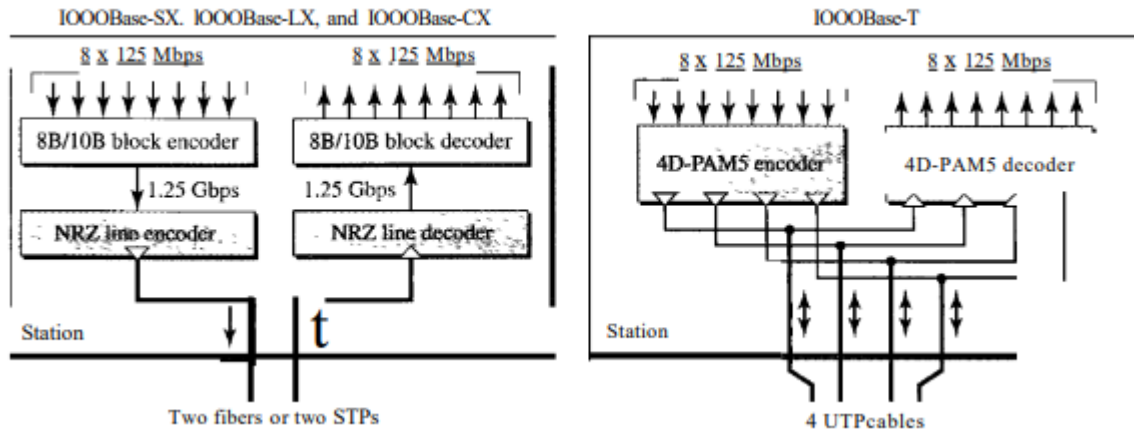 IOOOBase-SX. IOOOBase-LX, and IOOOBase-CX
8 x 125 Mbps
8 x 125 Mbps
8B/10B block encoder
8B/10B block decoder
1.25 Gbps
1.25 Gbps
NRZ line encoder
NRZ line decoder
t
Station
Two fibers or two STPs
IOOOBase-T
8 x 125 Mbps
8 x 125 Mbps
4D-PAM5 encoder
4D-PAM5 decoder
Station
4 UTPcables